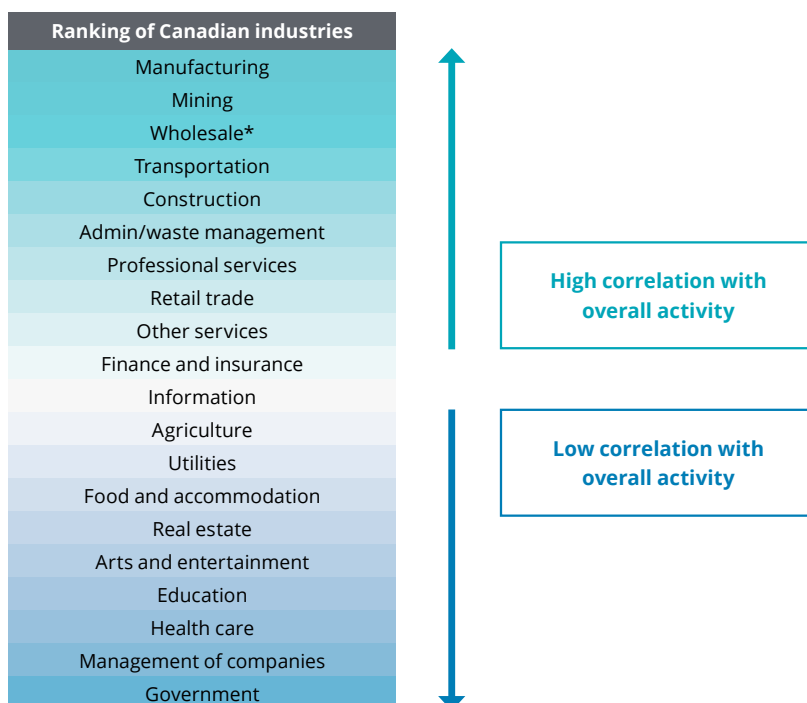 Ranking of Canadian industries
Manufacturing
Mining
Wholesale*
Transportation
Construction
Admin/waste management
Professional services
Retail trade
Other services
Finance and insurance
Information
Agriculture
Utilities
Food and accommodation
Real estate
Arts and entertainment
Education
Health care
Management of companies
Government
High correlation with
overall activity
Low correlation with
overall activity